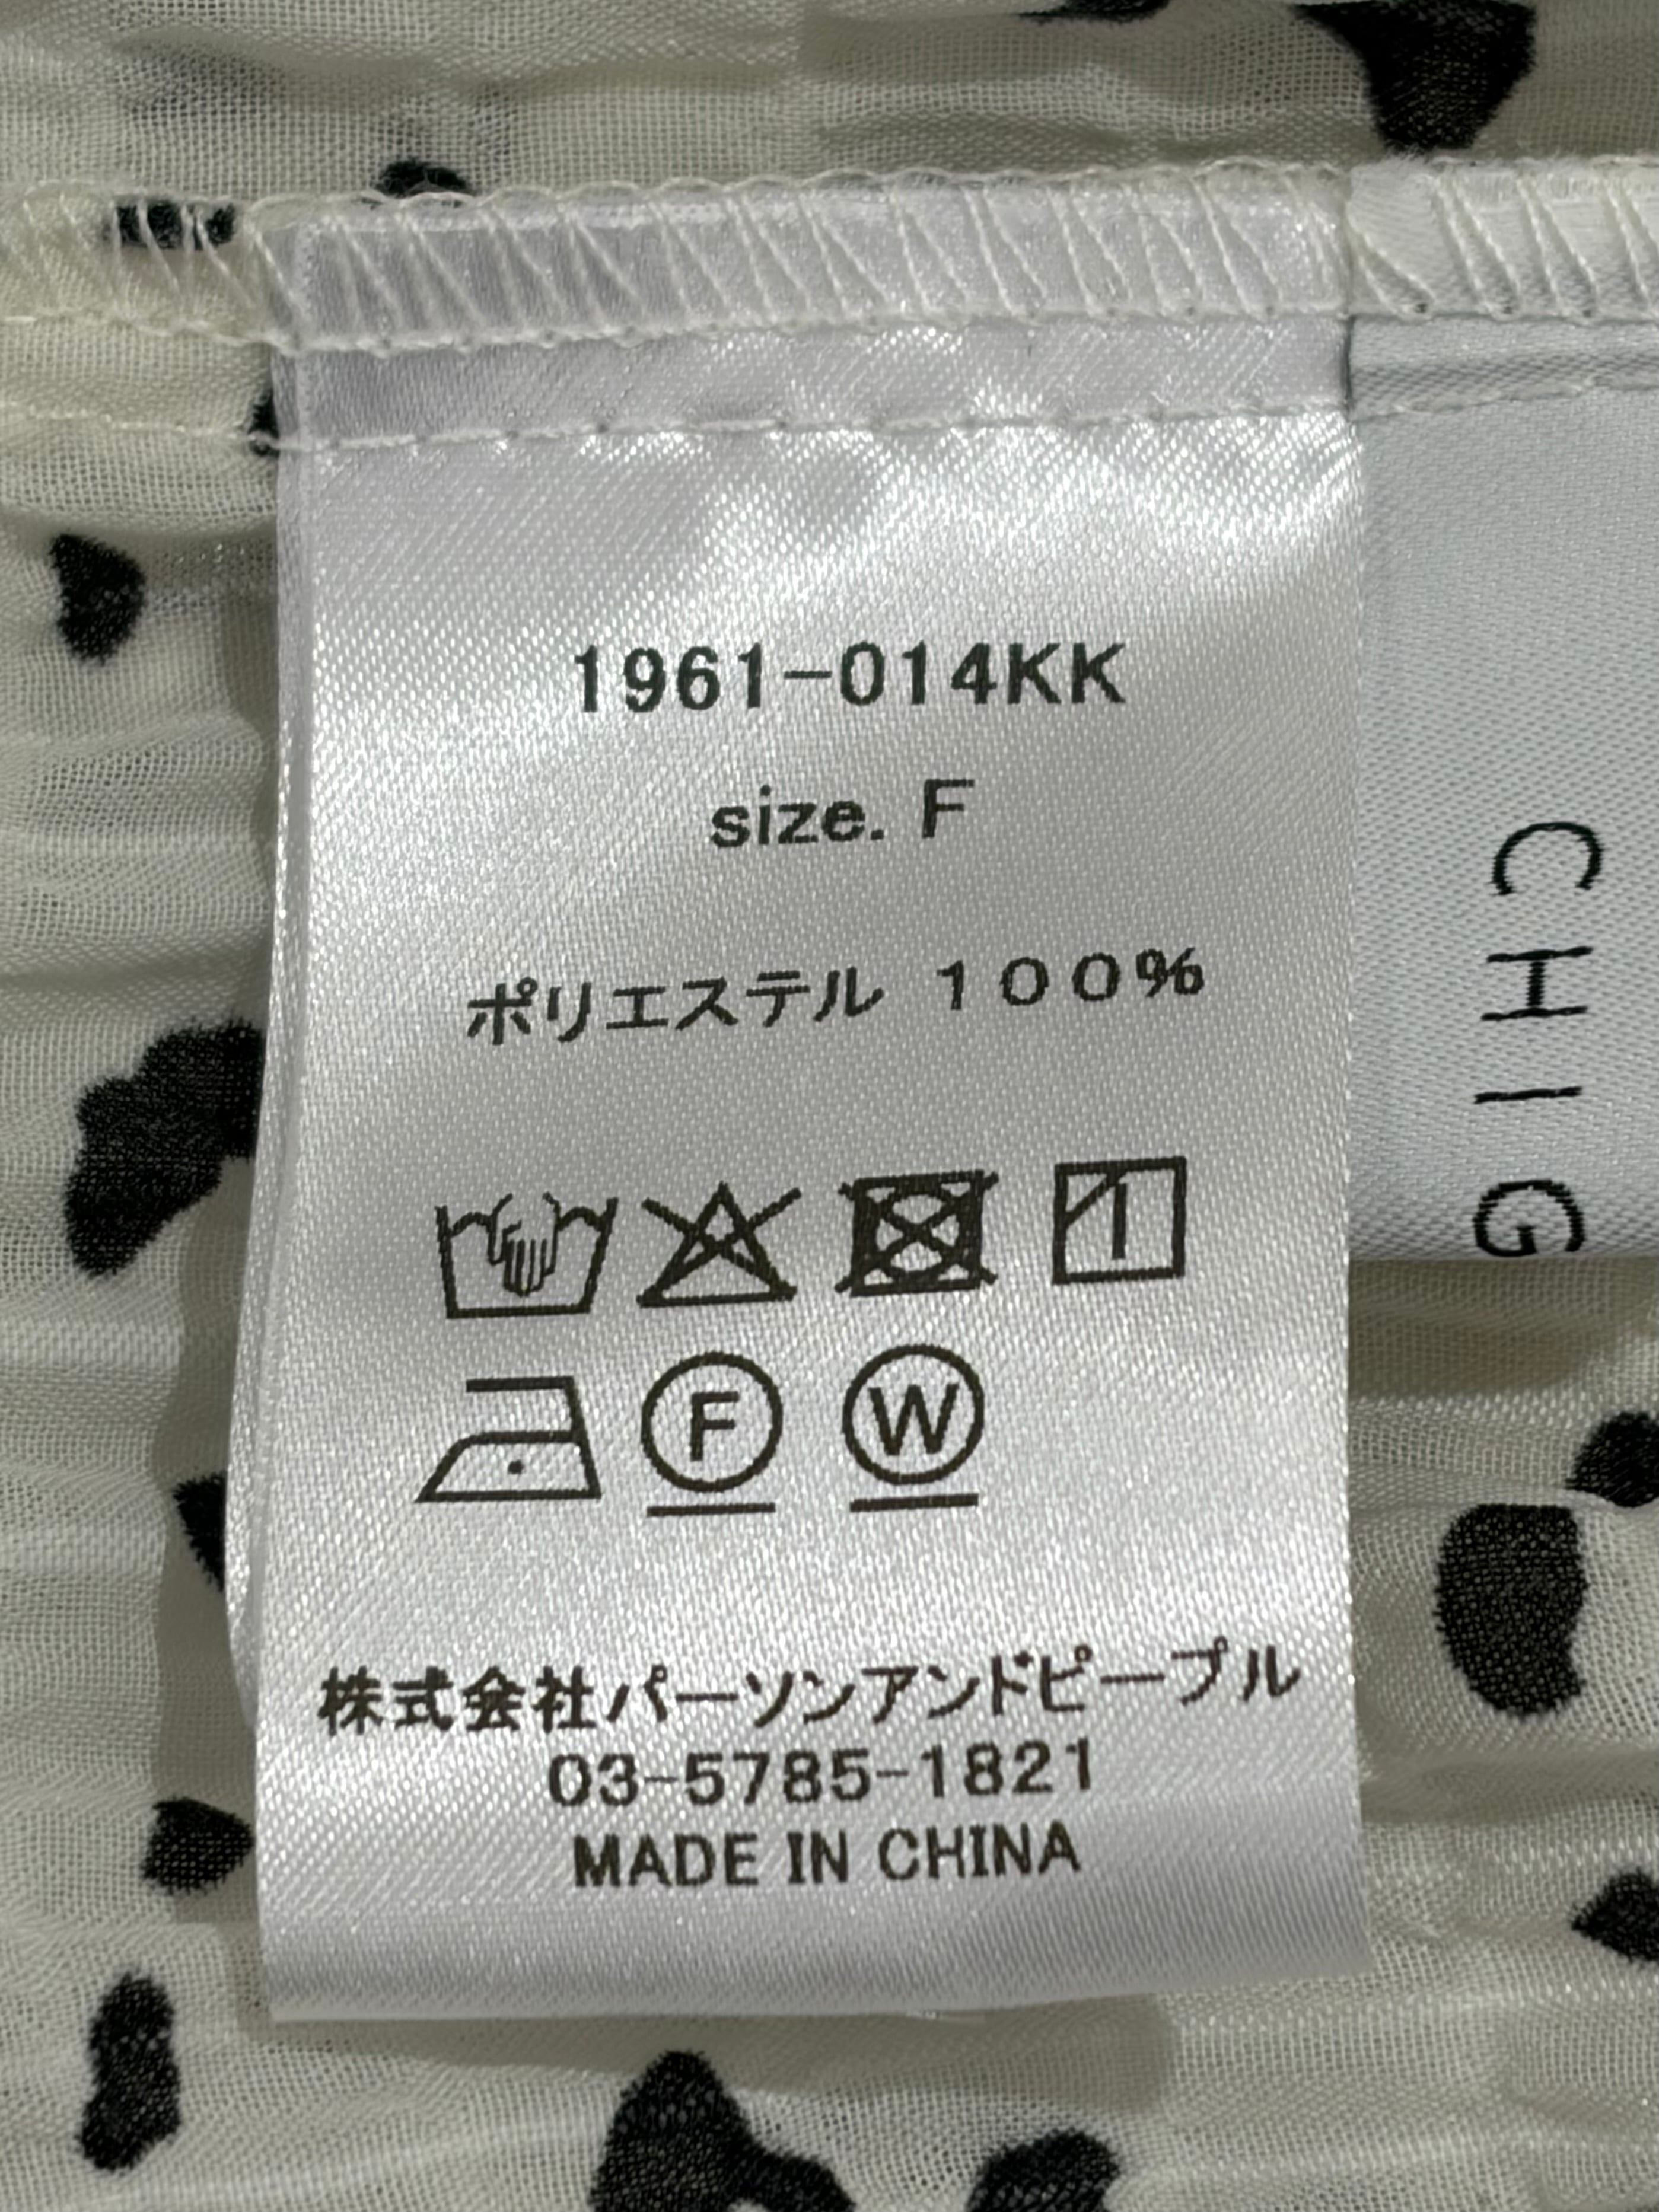 1961-014KK
size. F
ポリエステル 100%
F W
株式会社パーソンアンドピープル
03-5785-1821
MADE IN CHINA
CHIG